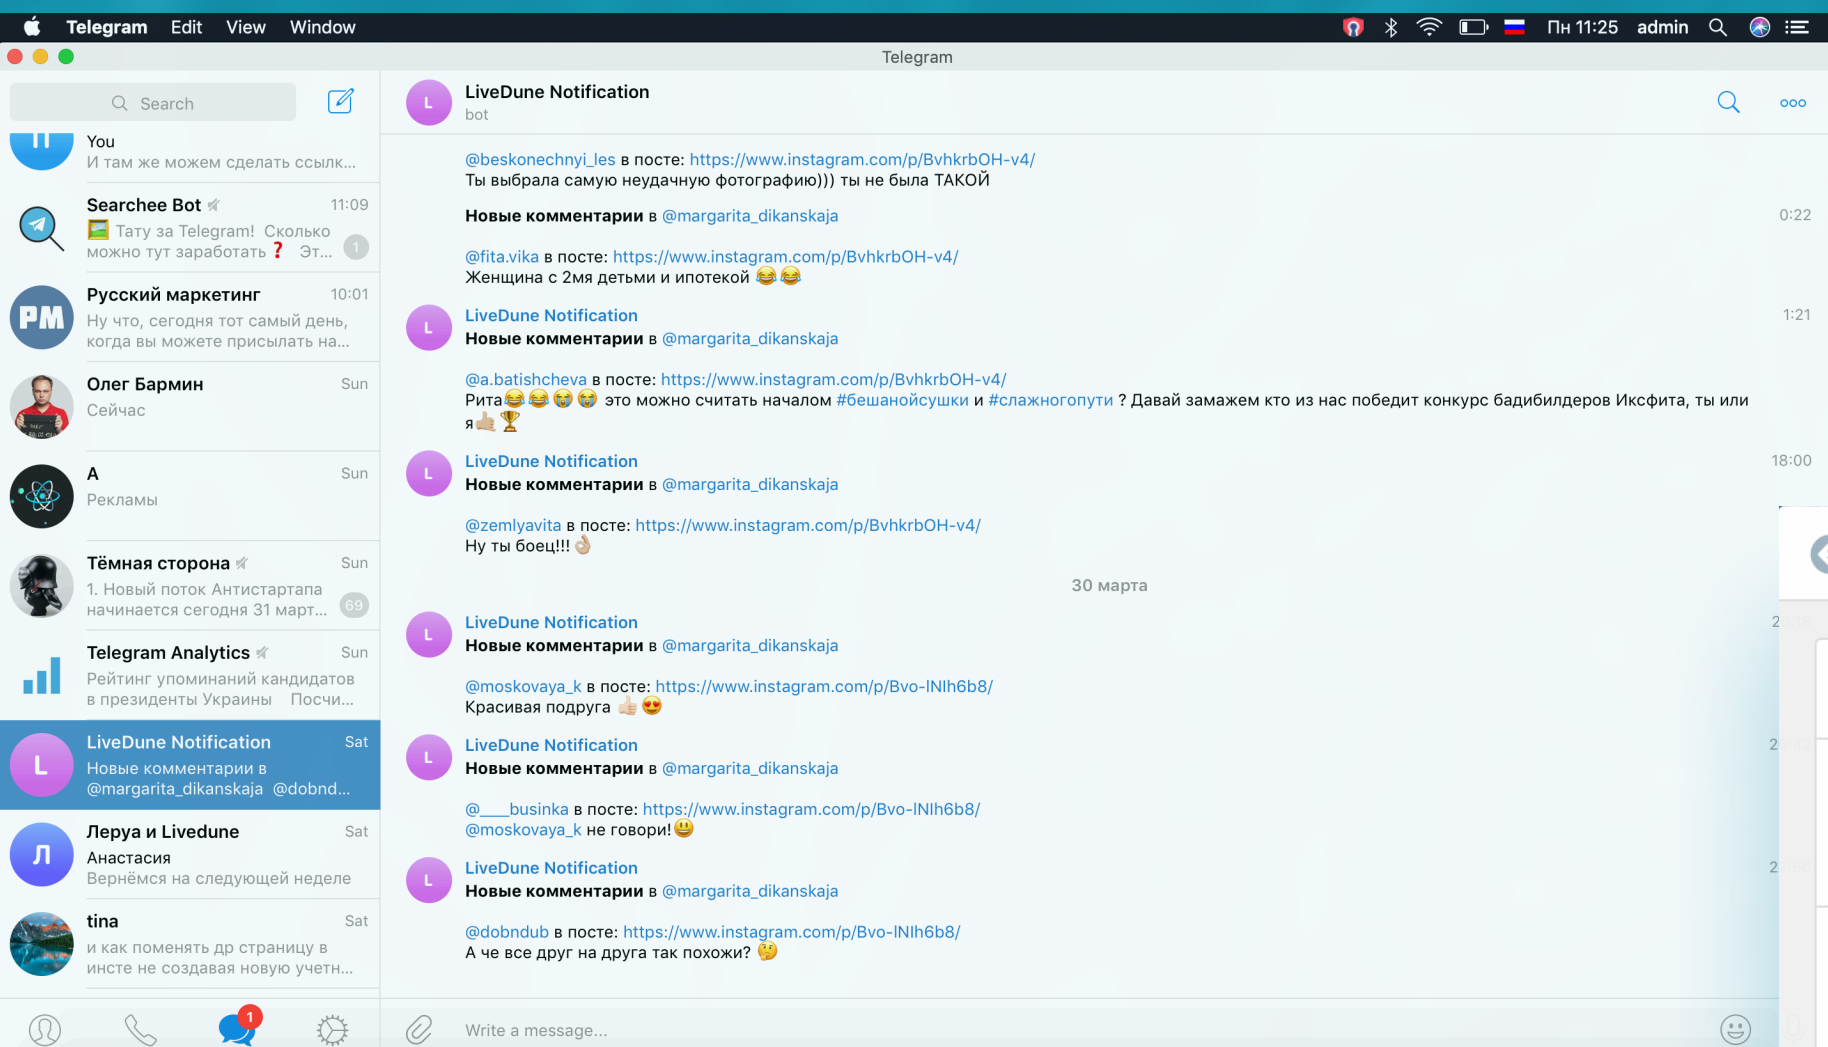 Telegram Edit View Window
Пн 11:25 admin
Telegram
Search
You
И там же можем сделать ссылк...
Searchee Bot 11:09
Тату за Telegram! Сколько
можно тут заработать❓ Эт... 1
РМ
Русский маркетинг 10:01
Ну что, сегодня тот самый день,
когда вы можете присылать на...
Олег Бармин Sun
Сейчас
А Sun
Рекламы
Тёмная сторона Sun
1. Новый поток Антистартапа
начинается сегодня 31 март... 69
Telegram Analytics Sun
Рейтинг упоминаний кандидатов
в президенты Украины Посчи...
L
LiveDune Notification Sat
Новые комментарии в
@margarita_dikanskaja @dobnd...
Л
Леруа и Livedune Sat
Анастасия
Вернёмся на следующей неделе
tina Sat
и как поменять др страницу в
инсте не создавая новую учетн...
1
L
LiveDune Notification
bot
@beskonechnyi_les в посте: https://www.instagram.com/p/BvhkrbOH-v4/
Ты выбрала самую неудачную фотографию))) ты не была ТАКОЙ
Новые комментарии в @margarita_dikanskaja 0:22
@fita.vika в посте: https://www.instagram.com/p/BvhkrbOH-v4/
Женщина с 2мя детьми и ипотекой 😂😂
L
LiveDune Notification 1:21
Новые комментарии в @margarita_dikanskaja
@a.batishcheva в посте: https://www.instagram.com/p/BvhkrbOH-v4/
Рита😂😂😭😭 это можно считать началом #бешанойсушки и #слажногопути ? Давай замажем кто из нас победит конкурс бадибилдеров Иксфита, ты или
я🤙🏼🏆
L
LiveDune Notification 18:00
Новые комментарии в @margarita_dikanskaja
@zemlyavita в посте: https://www.instagram.com/p/BvhkrbOH-v4/
Ну ты боец!!!👌🏼
30 марта
L
LiveDune Notification
Новые комментарии в @margarita_dikanskaja
@moskovaya_k в посте: https://www.instagram.com/p/Bvo-lNIh6b8/
Красивая подруга 👍🏻😍
L
LiveDune Notification
Новые комментарии в @margarita_dikanskaja
@____businka в посте: https://www.instagram.com/p/Bvo-lNIh6b8/
@moskovaya_k не говори!😃
L
LiveDune Notification
Новые комментарии в @margarita_dikanskaja
@dobndub в посте: https://www.instagram.com/p/Bvo-lNIh6b8/
А че все друг на друга так похожи? 🤔
Write a message...